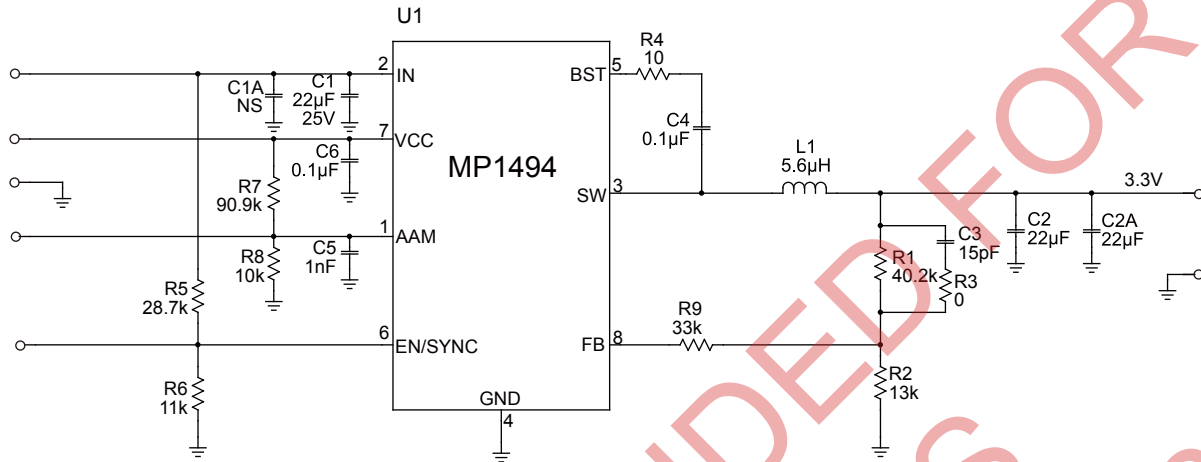 U1
MP1494
2
IN
7
VCC
1
AAM
6
EN/SYNC
GND
4
BST
5
SW
3
FB
8
C1A
NS
C1
22µF
25V
C6
0.1µF
R7
90.9k
R8
10k
C5
1nF
R5
28.7k
R6
11k
R4
10
C4
0.1µF
L1
5.6µH
3.3V
C2
22µF
C2A
22µF
C3
15pF
R1
40.2k
R3
0
R9
33k
R2
13k
NDED FOR